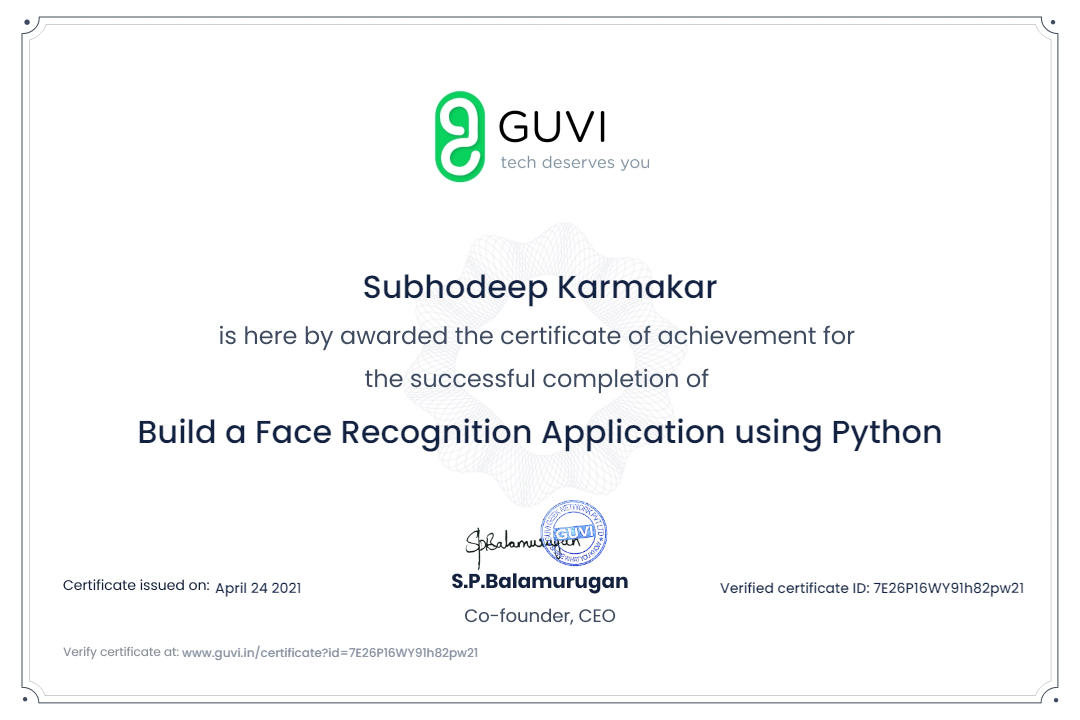 GUVI
tech deserves you
Subhodeep Karmakar
is here by awarded the certificate of achievement for
the successful completion of
Build a Face Recognition Application using Python
SpBalamurugan
GUVI
S.P.Balamurugan
Co-founder, CEO
Certificate issued on: April 24 2021
Verified certificate ID: 7E26P16WY91h82pw21
Verify certificate at: www.guvi.in/certificate?id=7E26P16WY91h82pw21